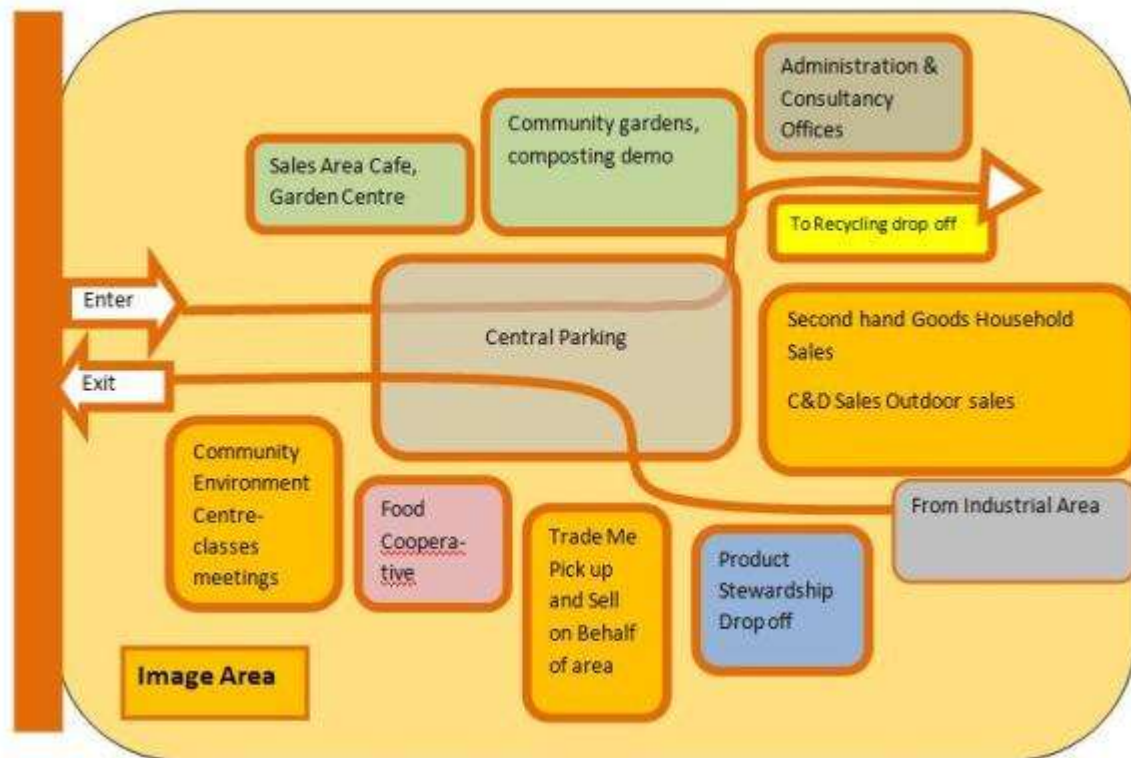 Administration &
Consultancy
Offices
Community gardens,
composting demo
Sales Area Cafe,
Garden Centre
To Recycling drop off
Enter
Central Parking
Second hand Goods Household
Sales
C&D Sales Outdoor sales
Exit
Community
Environment
Centre-
classes
meetings
Food
Coopera-
tive
Trade Me
Pick up
and Sell
on Behalf
of area
Product
Stewardship
Drop off
From Industrial Area
Image Area